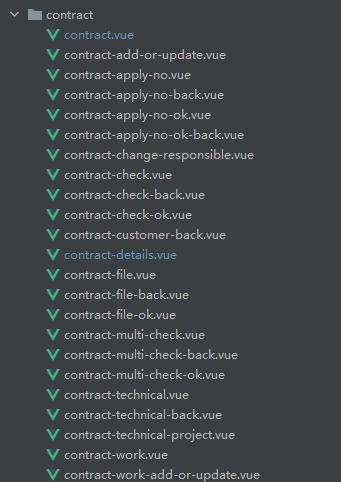 contract
contract.vue
contract-add-or-update.vue
contract-apply-no.vue
contract-apply-no-back.vue
contract-apply-no-ok.vue
contract-apply-no-ok-back.vue
contract-change-responsible.vue
contract-check.vue
contract-check-back.vue
contract-check-ok.vue
contract-customer-back.vue
contract-details.vue
contract-file.vue
contract-file-back.vue
contract-file-ok.vue
contract-multi-check.vue
contract-multi-check-back.vue
contract-multi-check-ok.vue
contract-technical.vue
contract-technical-back.vue
contract-technical-project.vue
contract-work.vue
contract-work-add-or-update.vue